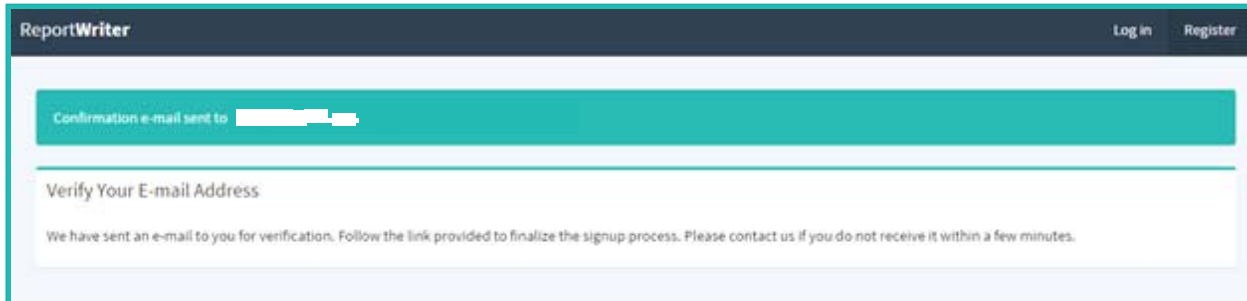 ReportWriter
Log in Register
Confirmation e-mail sent to
Verify Your E-mail Address
We have sent an e-mail to you for verification. Follow the link provided to finalize the signup process. Please contact us if you do not receive it within a few minutes.